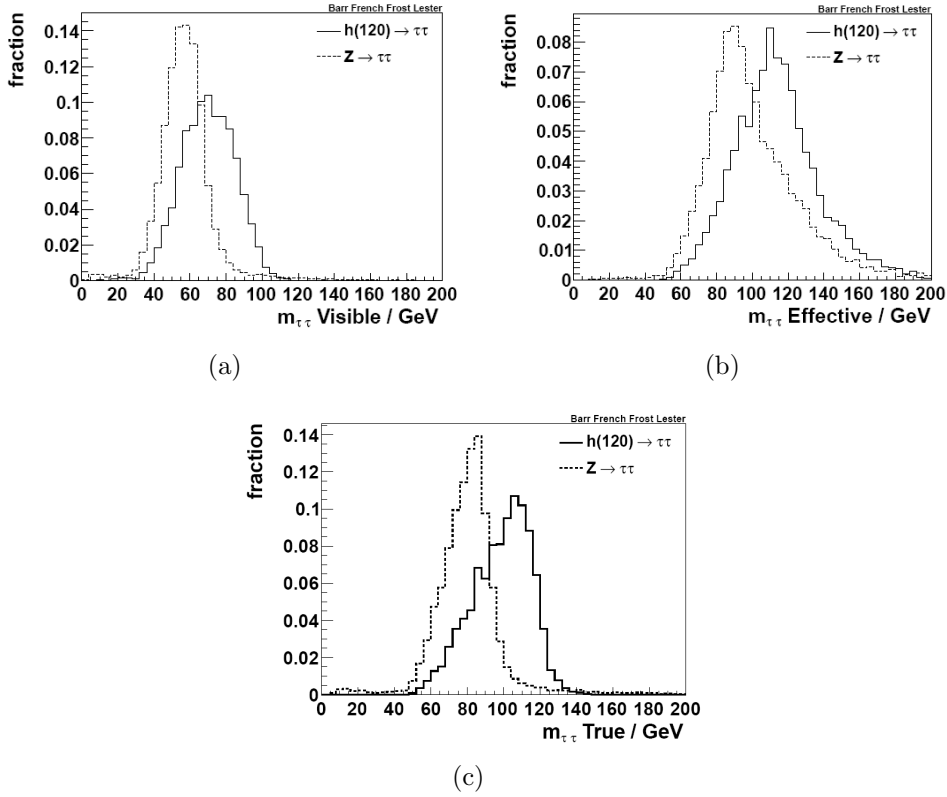 Barr French Frost Lester
fraction
0.14
0.12
0.1
0.08
0.06
0.04
0.02
0
h(120) → ττ
Z → ττ
0 20 40 60 80 100 120 140 160 180 200
m_ττ Visible / GeV
(a)
Barr French Frost Lester
fraction
0.08
0.07
0.06
0.05
0.04
0.03
0.02
0.01
0
h(120) → ττ
Z → ττ
0 20 40 60 80 100 120 140 160 180 200
m_ττ Effective / GeV
(b)
Barr French Frost Lester
fraction
0.14
0.12
0.1
0.08
0.06
0.04
0.02
0
h(120) → ττ
Z → ττ
0 20 40 60 80 100 120 140 160 180 200
m_ττ True / GeV
(c)